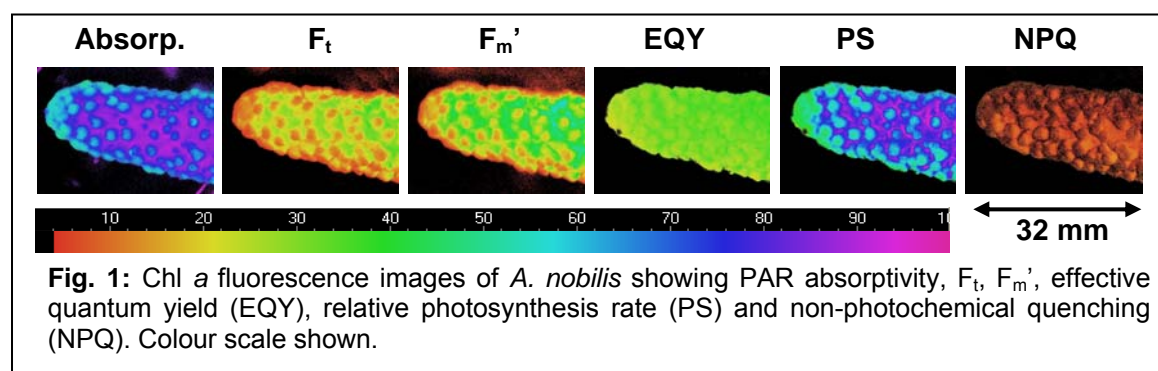 Absorp. Ft Fm’ EQY PS NPQ
10 20 30 40 50 60 70 80 90 10
32 mm
Fig. 1: Chl a fluorescence images of A. nobilis showing PAR absorptivity, Ft, Fm’, effective
quantum yield (EQY), relative photosynthesis rate (PS) and non-photochemical quenching
(NPQ). Colour scale shown.